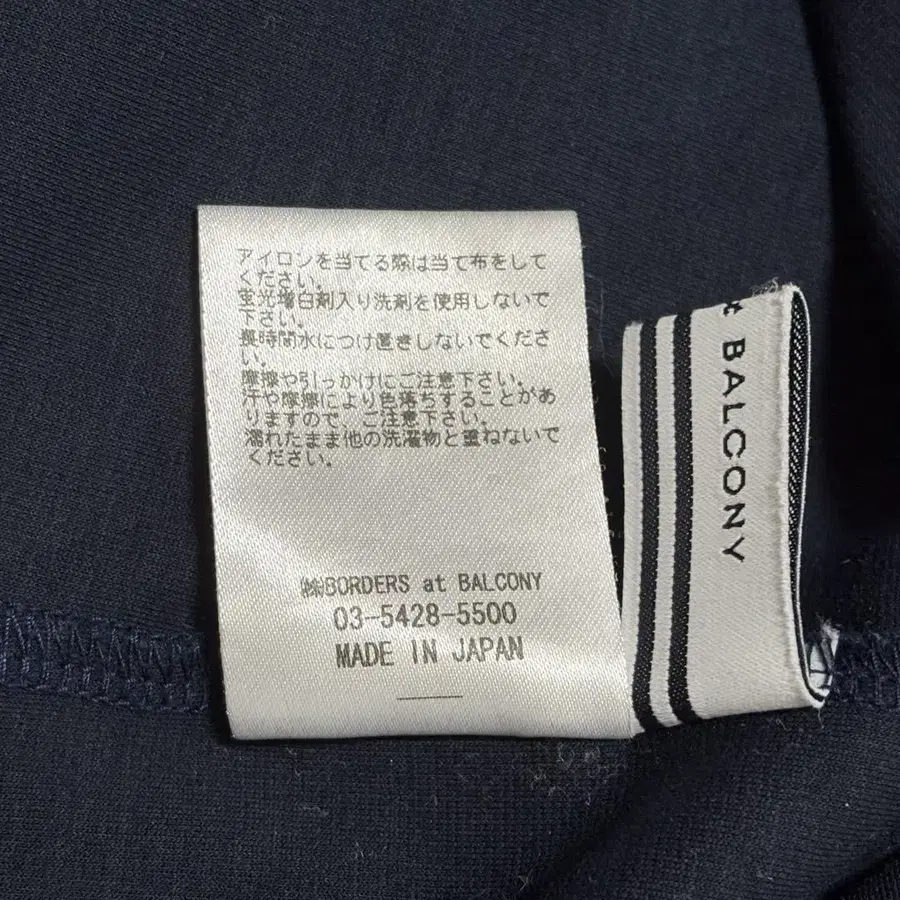 アイロンを当てる際は当て布をして
ください。
蛍光増白剤入り洗剤を使用しないで
下さい。
長時間水につけ置きしないでくださ
い。
摩擦や引っかけにご注意下さい。
汗や摩擦により色落ちすることがあ
りますので、ご注意下さい。
濡れたまま他の洗濯物と重ねないで
ください。
㈱BORDERS at BALCONY
03-5428-5500
MADE IN JAPAN
BALCONY